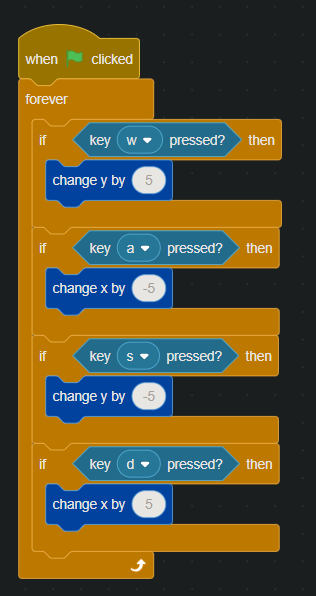 when clicked
forever
if key w pressed? then
change y by 5
if key a pressed? then
change x by -5
if key s pressed? then
change y by -5
if key d pressed? then
change x by 5